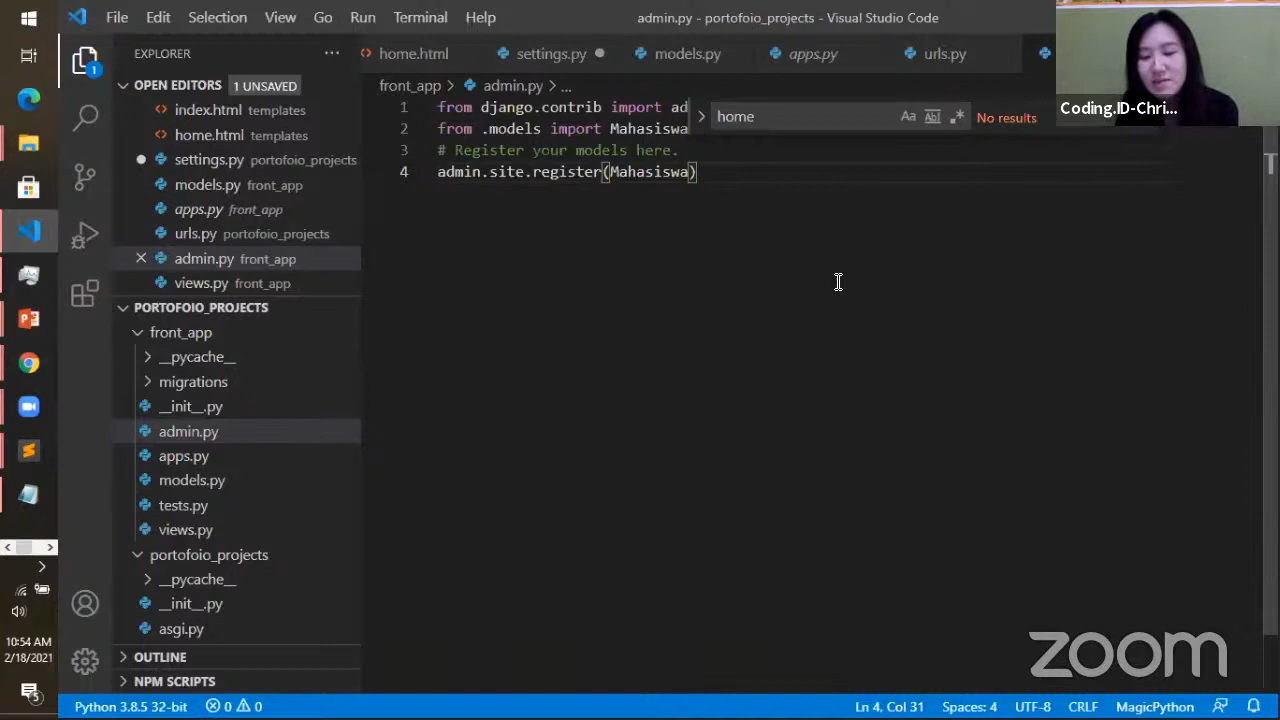 File Edit Selection View Go Run Terminal Help
admin.py - portofoio_projects - Visual Studio Code
EXPLORER
home.html settings.py models.py apps.py urls.py
OPEN EDITORS 1 UNSAVED
index.html templates
home.html templates
settings.py portofoio_projects
models.py front_app
apps.py front_app
urls.py portofoio_projects
admin.py front_app
views.py front_app
PORTOFOIO_PROJECTS
front_app
__pycache__
migrations
__init__.py
admin.py
apps.py
models.py
tests.py
views.py
portofoio_projects
__pycache__
__init__.py
asgi.py
OUTLINE
NPM SCRIPTS
front_app > admin.py > ...
1 from django.contrib import ad
2 from .models import Mahasiswa
3 # Register your models here.
4 admin.site.register(Mahasiswa)
home Aa Abl .* No results
Coding.ID-Chri...
1
10:54 AM
2/18/2021
5
zoom
Python 3.8.5 32-bit 0 0 Ln 4, Col 31 Spaces: 4 UTF-8 CRLF MagicPython